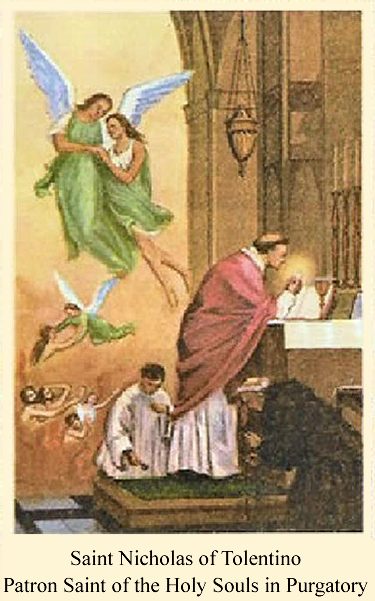 Saint Nicholas of Tolentino
Patron Saint of the Holy Souls in Purgatory